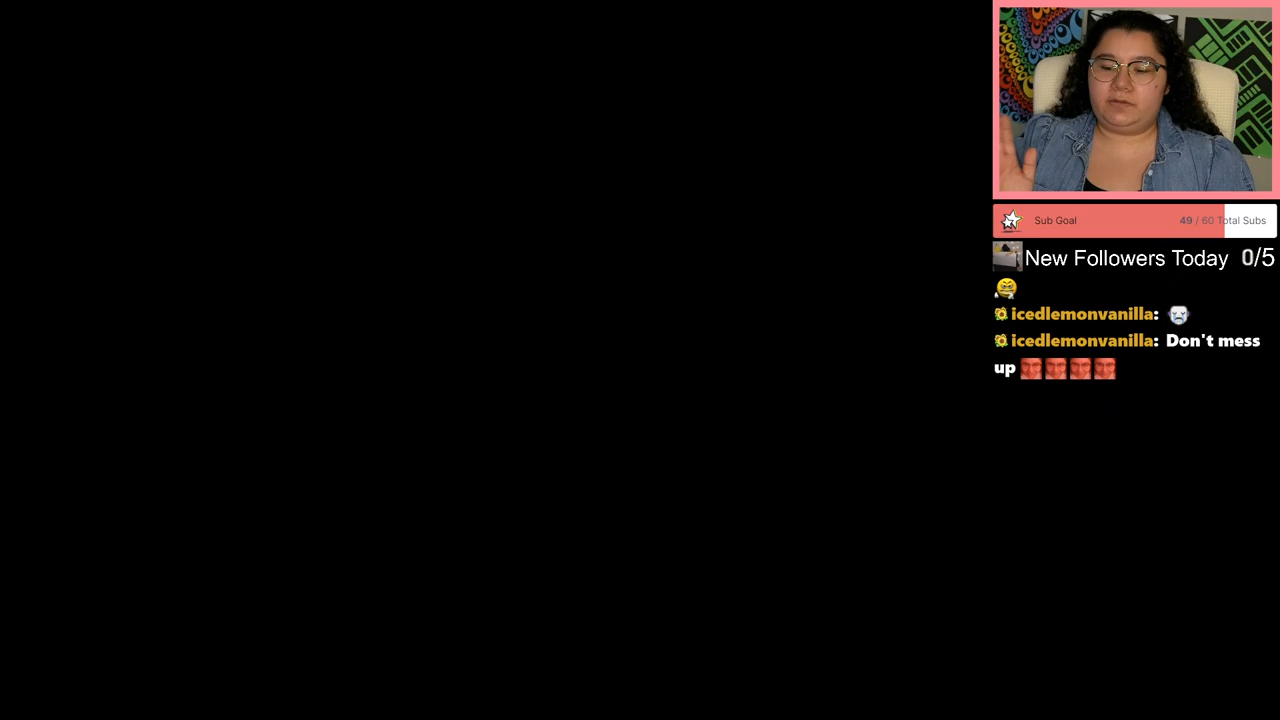 Sub Goal 49 / 60 Total Subs
New Followers Today 0/5
icedlemonvanilla:
icedlemonvanilla: Don't mess
up